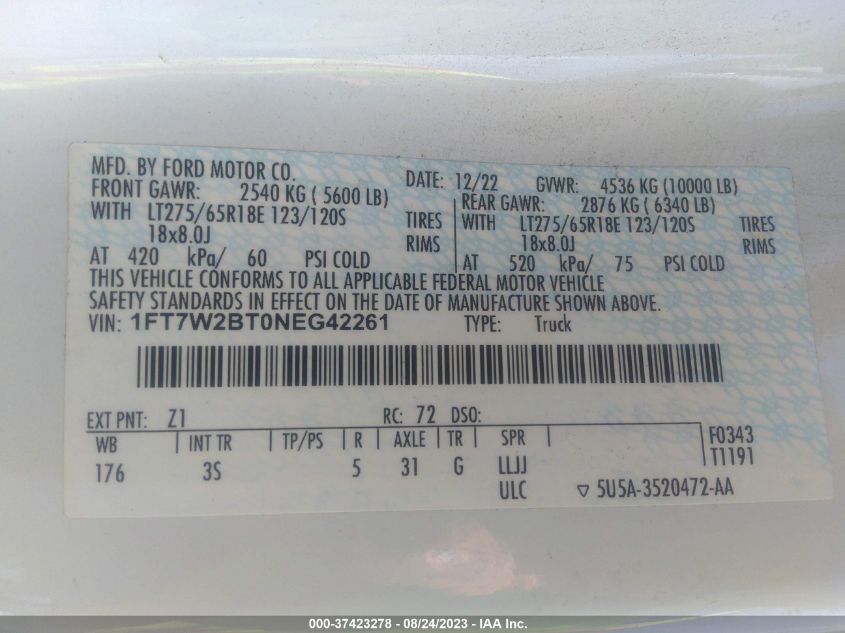 MFD. BY FORD MOTOR CO.
DATE: 12/22 GVWR: 4536 KG (10000 LB)
FRONT GAWR: 2540 KG ( 5600 LB)
REAR GAWR: 2876 KG ( 6340 LB)
WITH LT275/65R18E 123/120S TIRES
WITH LT275/65R18E 123/120S TIRES
18x8.0J RIMS
18x8.0J RIMS
AT 420 kPa/ 60 PSI COLD
AT 520 kPa/ 75 PSI COLD
THIS VEHICLE CONFORMS TO ALL APPLICABLE FEDERAL MOTOR VEHICLE
SAFETY STANDARDS IN EFFECT ON THE DATE OF MANUFACTURE SHOWN ABOVE.
VIN: 1FT7W2BT0NEG42261 TYPE: Truck
EXT PNT: Z1 RC: 72 DSO:
WB INT TR TP/PS R AXLE TR SPR F0343
176 3S 5 31 G LLJJ T1191
ULC 5U5A-3520472-AA
000-37423278 - 08/24/2023 - IAA Inc.